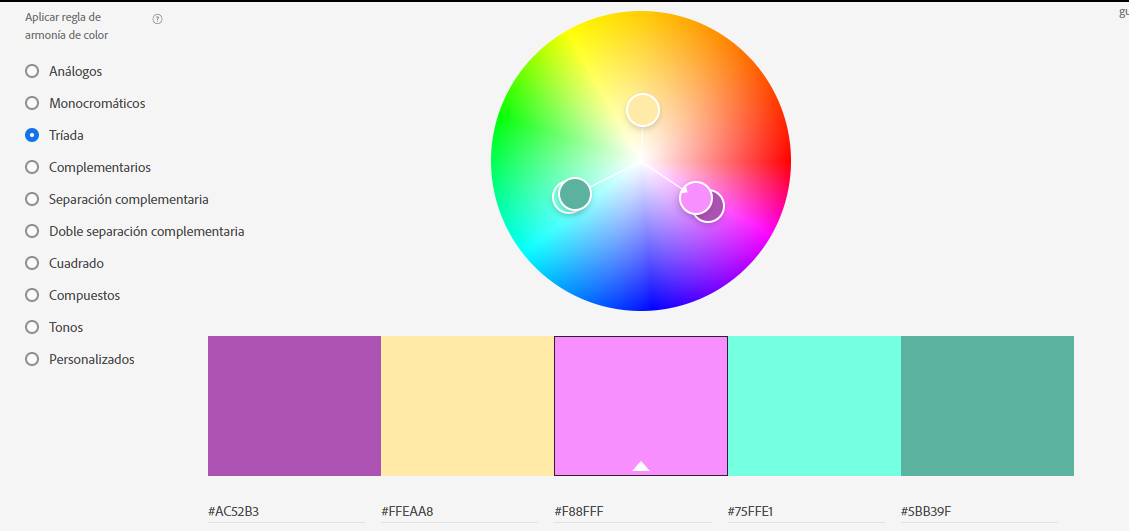 Aplicar regla de
armonía de color
Análogos
Monocromáticos
Tríada
Complementarios
Separación complementaria
Doble separación complementaria
Cuadrado
Compuestos
Tonos
Personalizados
#AC52B3
#FFEAA8
#F88FFF
#75FFE1
#5BB39F